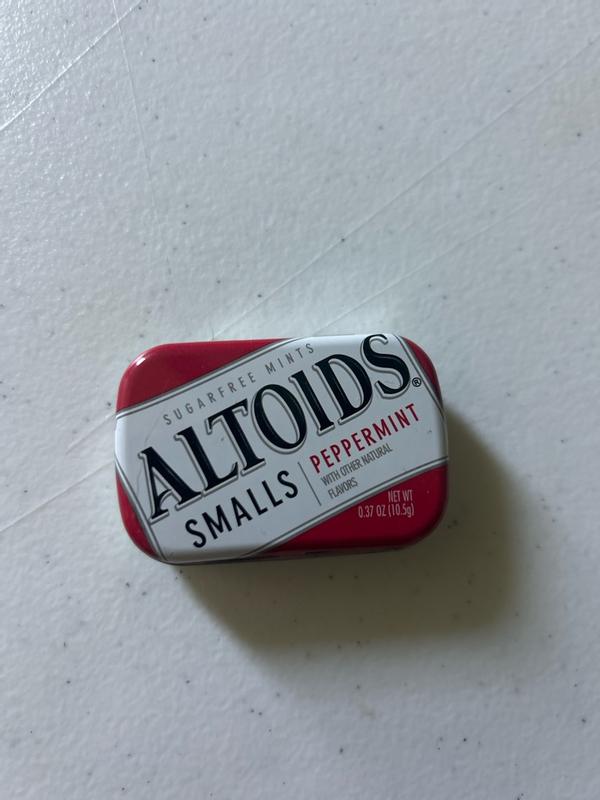 SUGARFREE MINTS
ALTOIDS®
SMALLS
PEPPERMINT
WITH OTHER NATURAL
FLAVORS
NET WT
0.37 OZ (10.5g)